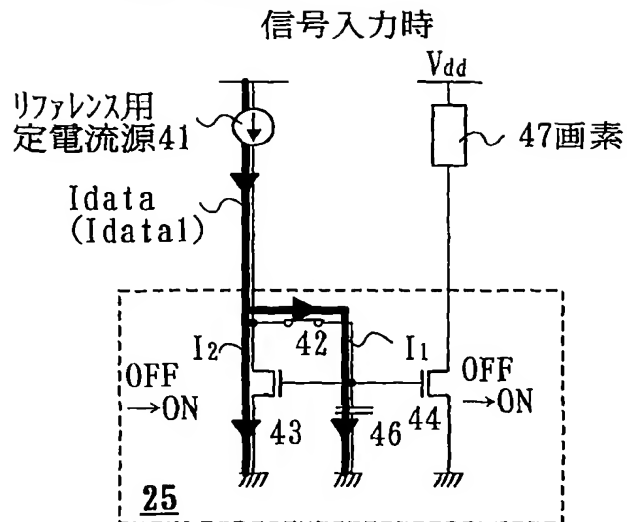 信号入力時
Vdd
リファレンス用
定電流源41
47画素
Idata
(Idata1)
42
I2
I1
OFF
→ON
43
46
44
OFF
→ON
25